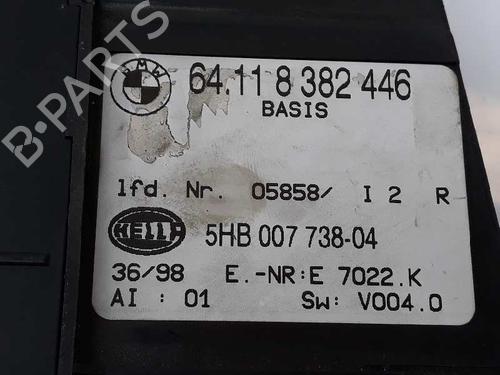 BMW
64.11 8 382 446
BASIS
lfd. Nr. 05858/ I 2 R
HELLA
5HB 007 738-04
36/98 E.-NR:E 7022.K
AI : 01 Sw: V004.0
B-PARTS